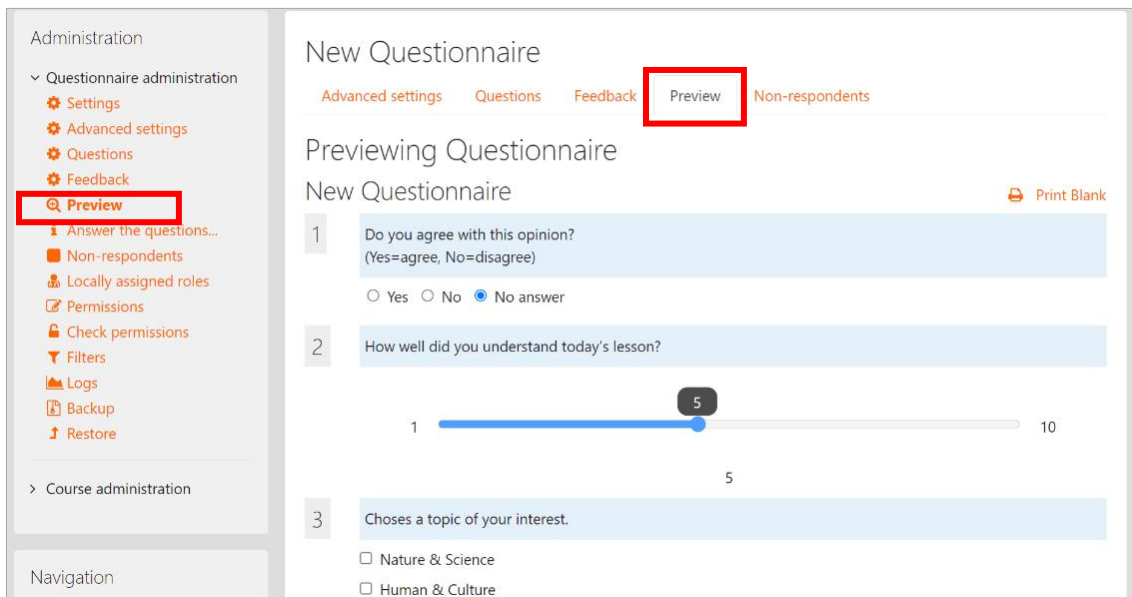 Administration
Questionnaire administration
Settings
Advanced settings
Questions
Feedback
Preview
Answer the questions...
Non-respondents
Locally assigned roles
Permissions
Check permissions
Filters
Logs
Backup
Restore
Course administration
Navigation
New Questionnaire
Advanced settings Questions Feedback Preview Non-respondents
Previewing Questionnaire
New Questionnaire
Print Blank
1
Do you agree with this opinion?
(Yes=agree, No=disagree)
Yes No No answer
2
How well did you understand today's lesson?
5
1 10
5
3
Choses a topic of your interest.
Nature & Science
Human & Culture